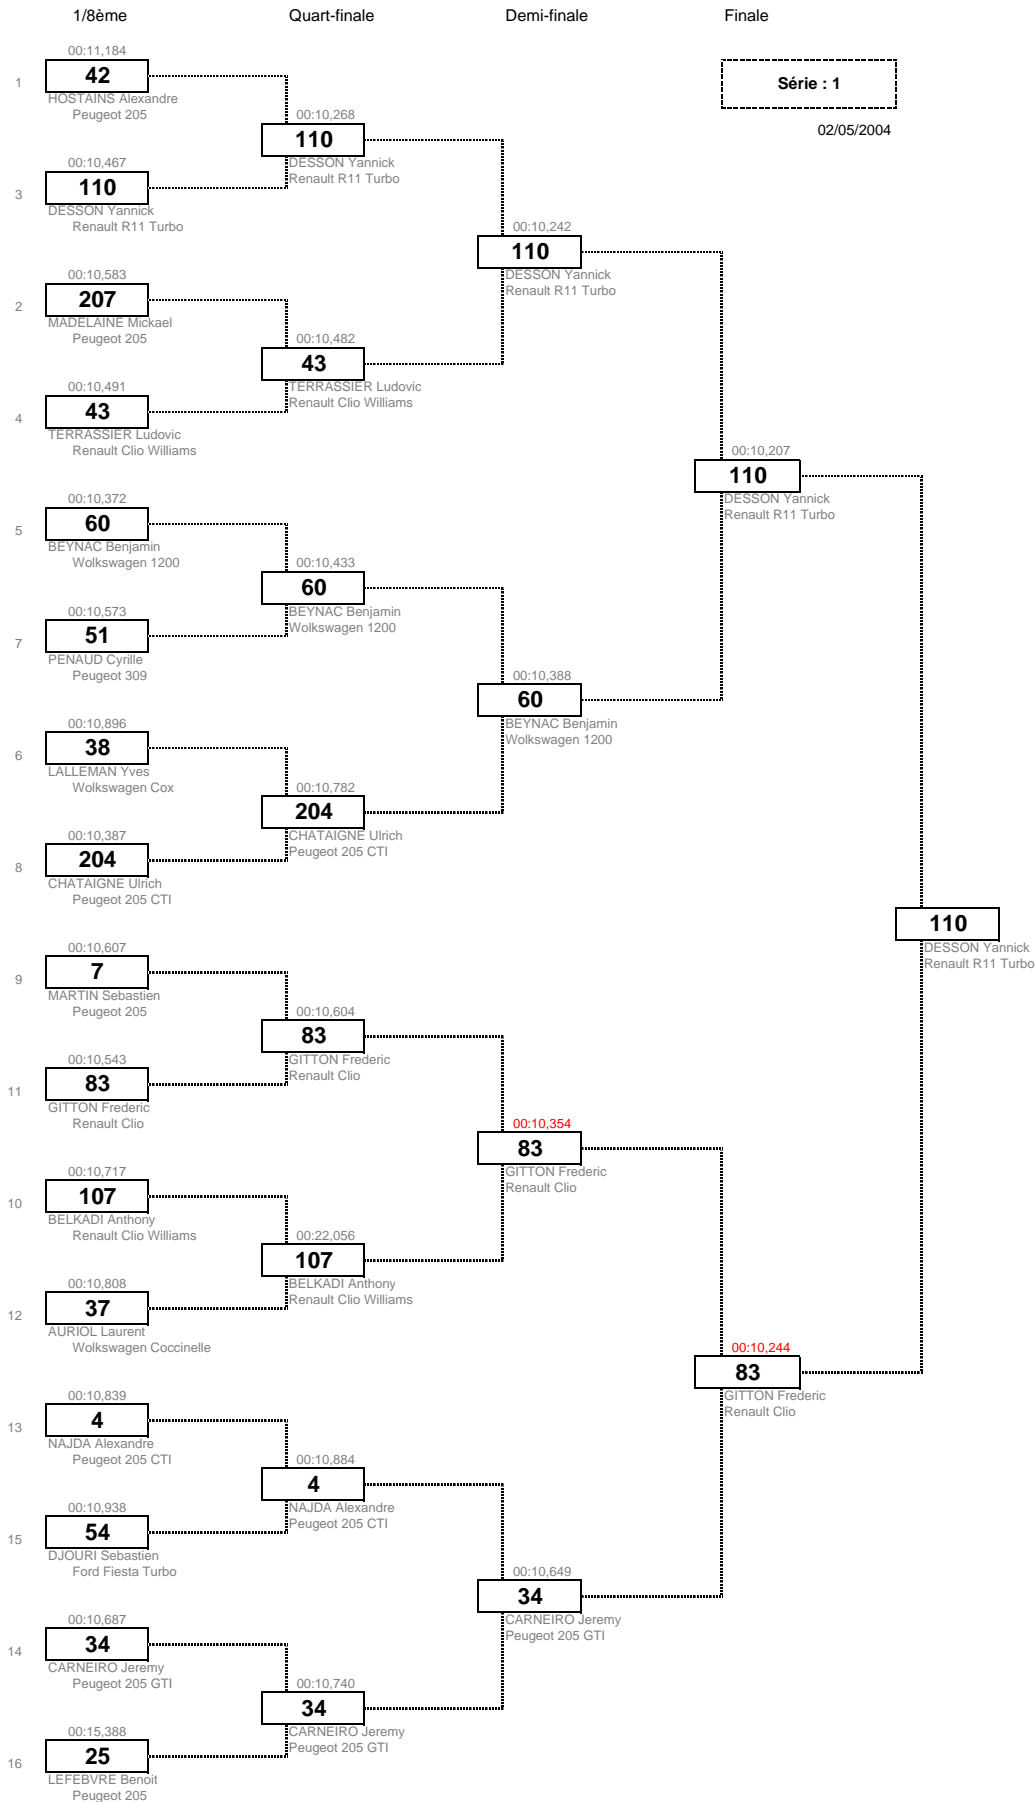 1/8ème
Quart-finale
Demi-finale
Finale
Série : 1
02/05/2004
1
00:11,184
42
HOSTAINS Alexandre
Peugeot 205
3
00:10,467
110
DESSON Yannick
Renault R11 Turbo
2
00:10,583
207
MADELAINE Mickael
Peugeot 205
4
00:10,491
43
TERRASSIER Ludovic
Renault Clio Williams
5
00:10,372
60
BEYNAC Benjamin
Wolkswagen 1200
7
00:10,573
51
PENAUD Cyrille
Peugeot 309
6
00:10,896
38
LALLEMAN Yves
Wolkswagen Cox
8
00:10,387
204
CHATAIGNE Ulrich
Peugeot 205 CTI
9
00:10,607
7
MARTIN Sebastien
Peugeot 205
11
00:10,543
83
GITTON Frederic
Renault Clio
10
00:10,717
107
BELKADI Anthony
Renault Clio Williams
12
00:10,808
37
AURIOL Laurent
Wolkswagen Coccinelle
13
00:10,839
4
NAJDA Alexandre
Peugeot 205 CTI
15
00:10,938
54
DJOURI Sebastien
Ford Fiesta Turbo
14
00:10,687
34
CARNEIRO Jeremy
Peugeot 205 GTI
16
00:15,388
25
LEFEBVRE Benoit
Peugeot 205
00:10,268
110
DESSON Yannick
Renault R11 Turbo
00:10,482
43
TERRASSIER Ludovic
Renault Clio Williams
00:10,433
60
BEYNAC Benjamin
Wolkswagen 1200
00:10,782
204
CHATAIGNE Ulrich
Peugeot 205 CTI
00:10,604
83
GITTON Frederic
Renault Clio
00:22,056
107
BELKADI Anthony
Renault Clio Williams
00:10,884
4
NAJDA Alexandre
Peugeot 205 CTI
00:10,740
34
CARNEIRO Jeremy
Peugeot 205 GTI
00:10,242
110
DESSON Yannick
Renault R11 Turbo
00:10,388
60
BEYNAC Benjamin
Wolkswagen 1200
00:10,354
83
GITTON Frederic
Renault Clio
00:10,649
34
CARNEIRO Jeremy
Peugeot 205 GTI
00:10,207
110
DESSON Yannick
Renault R11 Turbo
00:10,244
83
GITTON Frederic
Renault Clio
110
DESSON Yannick
Renault R11 Turbo